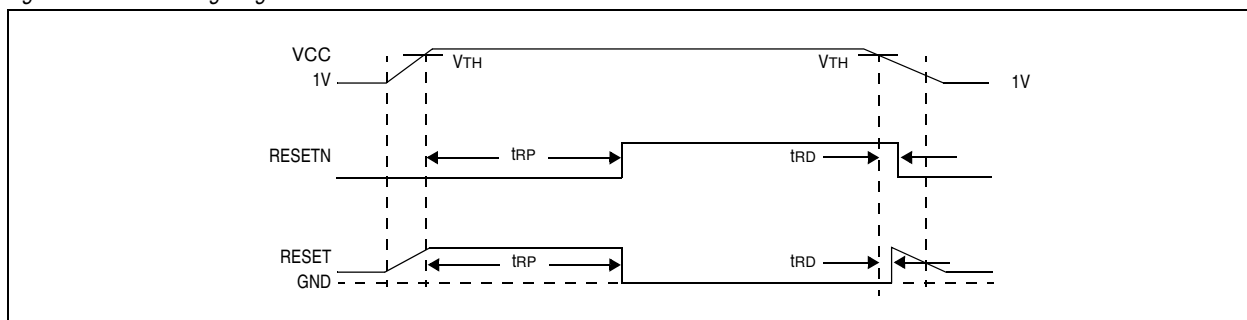 VCC
VTH
VTH
1V
1V
RESETN
tRP
tRD
RESET
tRP
tRD
GND